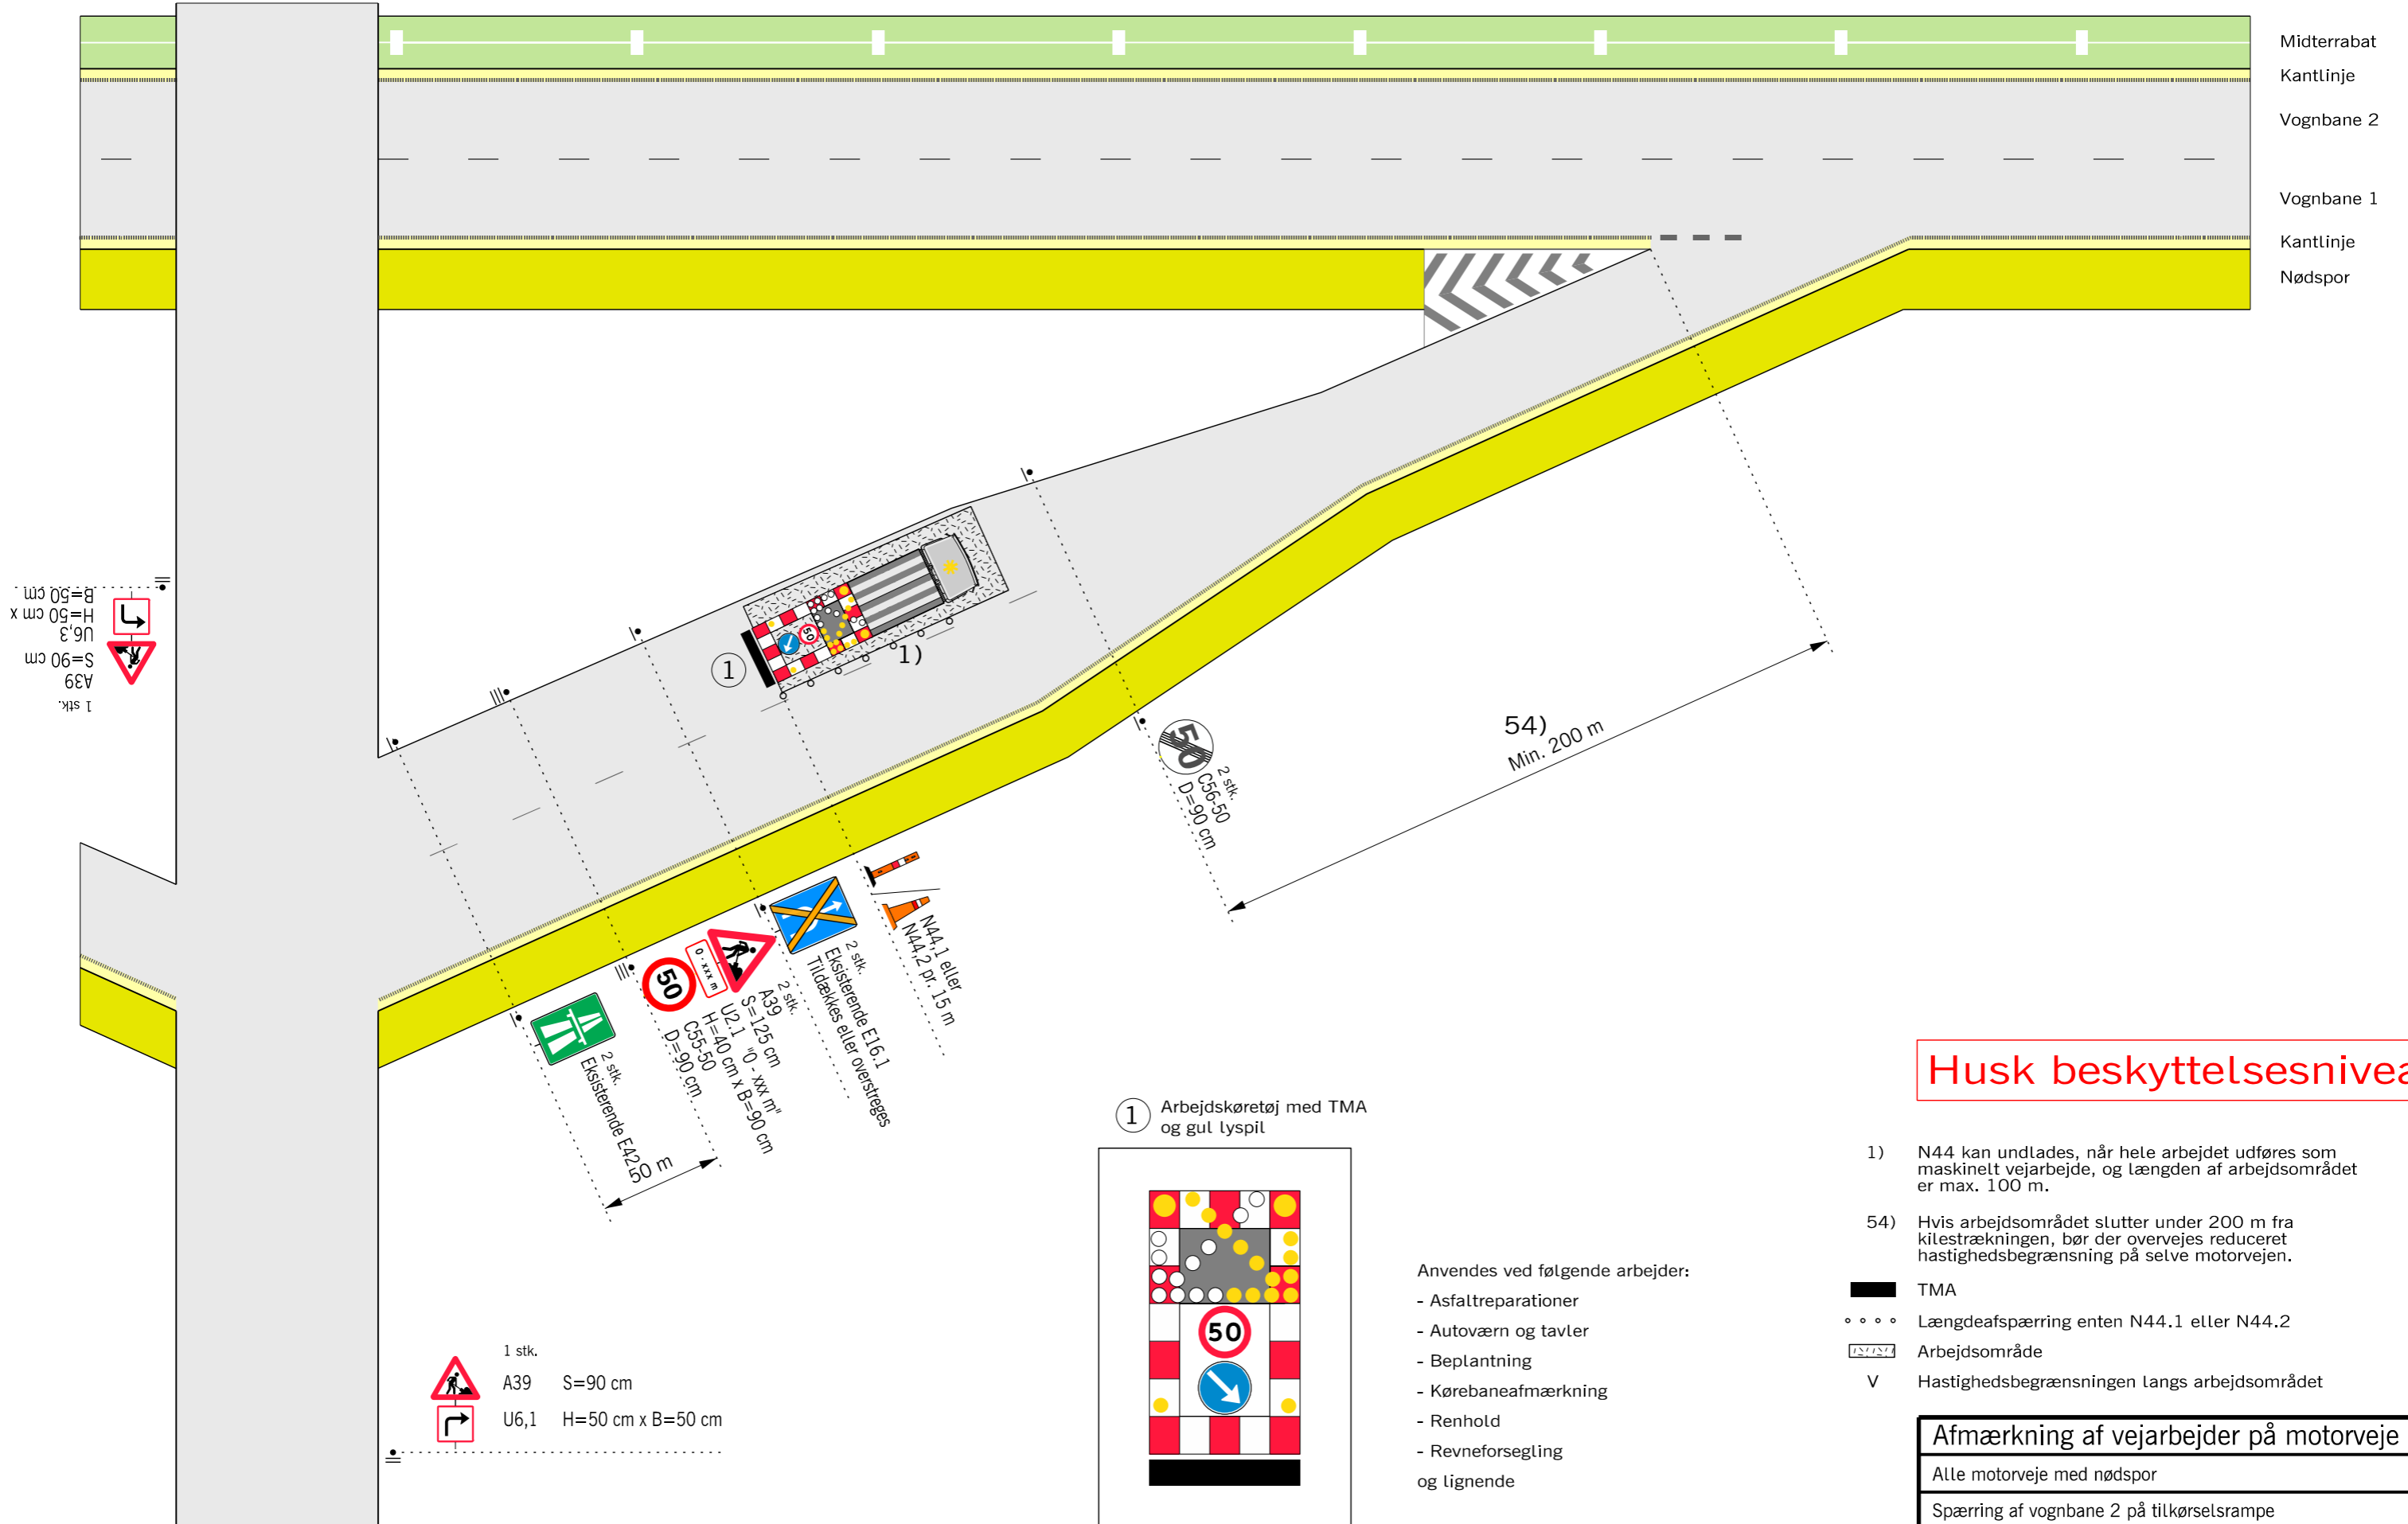 Midterrabat
Kantlinje
Vognbane 2
Vognbane 1
Kantlinje
Nødspor
1 stk.
A39
S=90 cm
U6,3
H=50 cm x
B=50 cm
50
1
1)
54)
Min. 200 m
50
2 stk.
C56-50
D=90 cm
N44,1 eller
N44,2 pr. 15 m
2 stk.
Eksisterende E16.1
Tildækkes eller overstreges
50
0 - xxx m
2 stk.
A39
S=125 cm
U2.1 "0 - xxx m"
H=40 cm x B=90 cm
C55-50
D=90 cm
2 stk.
Eksisterende E42
50 m
1 stk.
A39 S=90 cm
U6,1 H=50 cm x B=50 cm
1 Arbejdskøretøj med TMA
og gul lyspil
50
Anvendes ved følgende arbejder:
- Asfaltreparationer
- Autoværn og tavler
- Beplantning
- Kørebaneafmærkning
- Renhold
- Revneforsegling
og lignende
Husk beskyttelsesnivea
1) N44 kan undlades, når hele arbejdet udføres som
maskinelt vejarbejde, og længden af arbejdsområdet
er max. 100 m.
54) Hvis arbejdsområdet slutter under 200 m fra
kilestrækningen, bør der overvejes reduceret
hastighedsbegrænsning på selve motorvejen.
TMA
Længdeafspærring enten N44.1 eller N44.2
Arbejdsområde
V Hastighedsbegrænsningen langs arbejdsområdet
Afmærkning af vejarbejder på motorveje
Alle motorveje med nødspor
Spærring af vognbane 2 på tilkørselsrampe